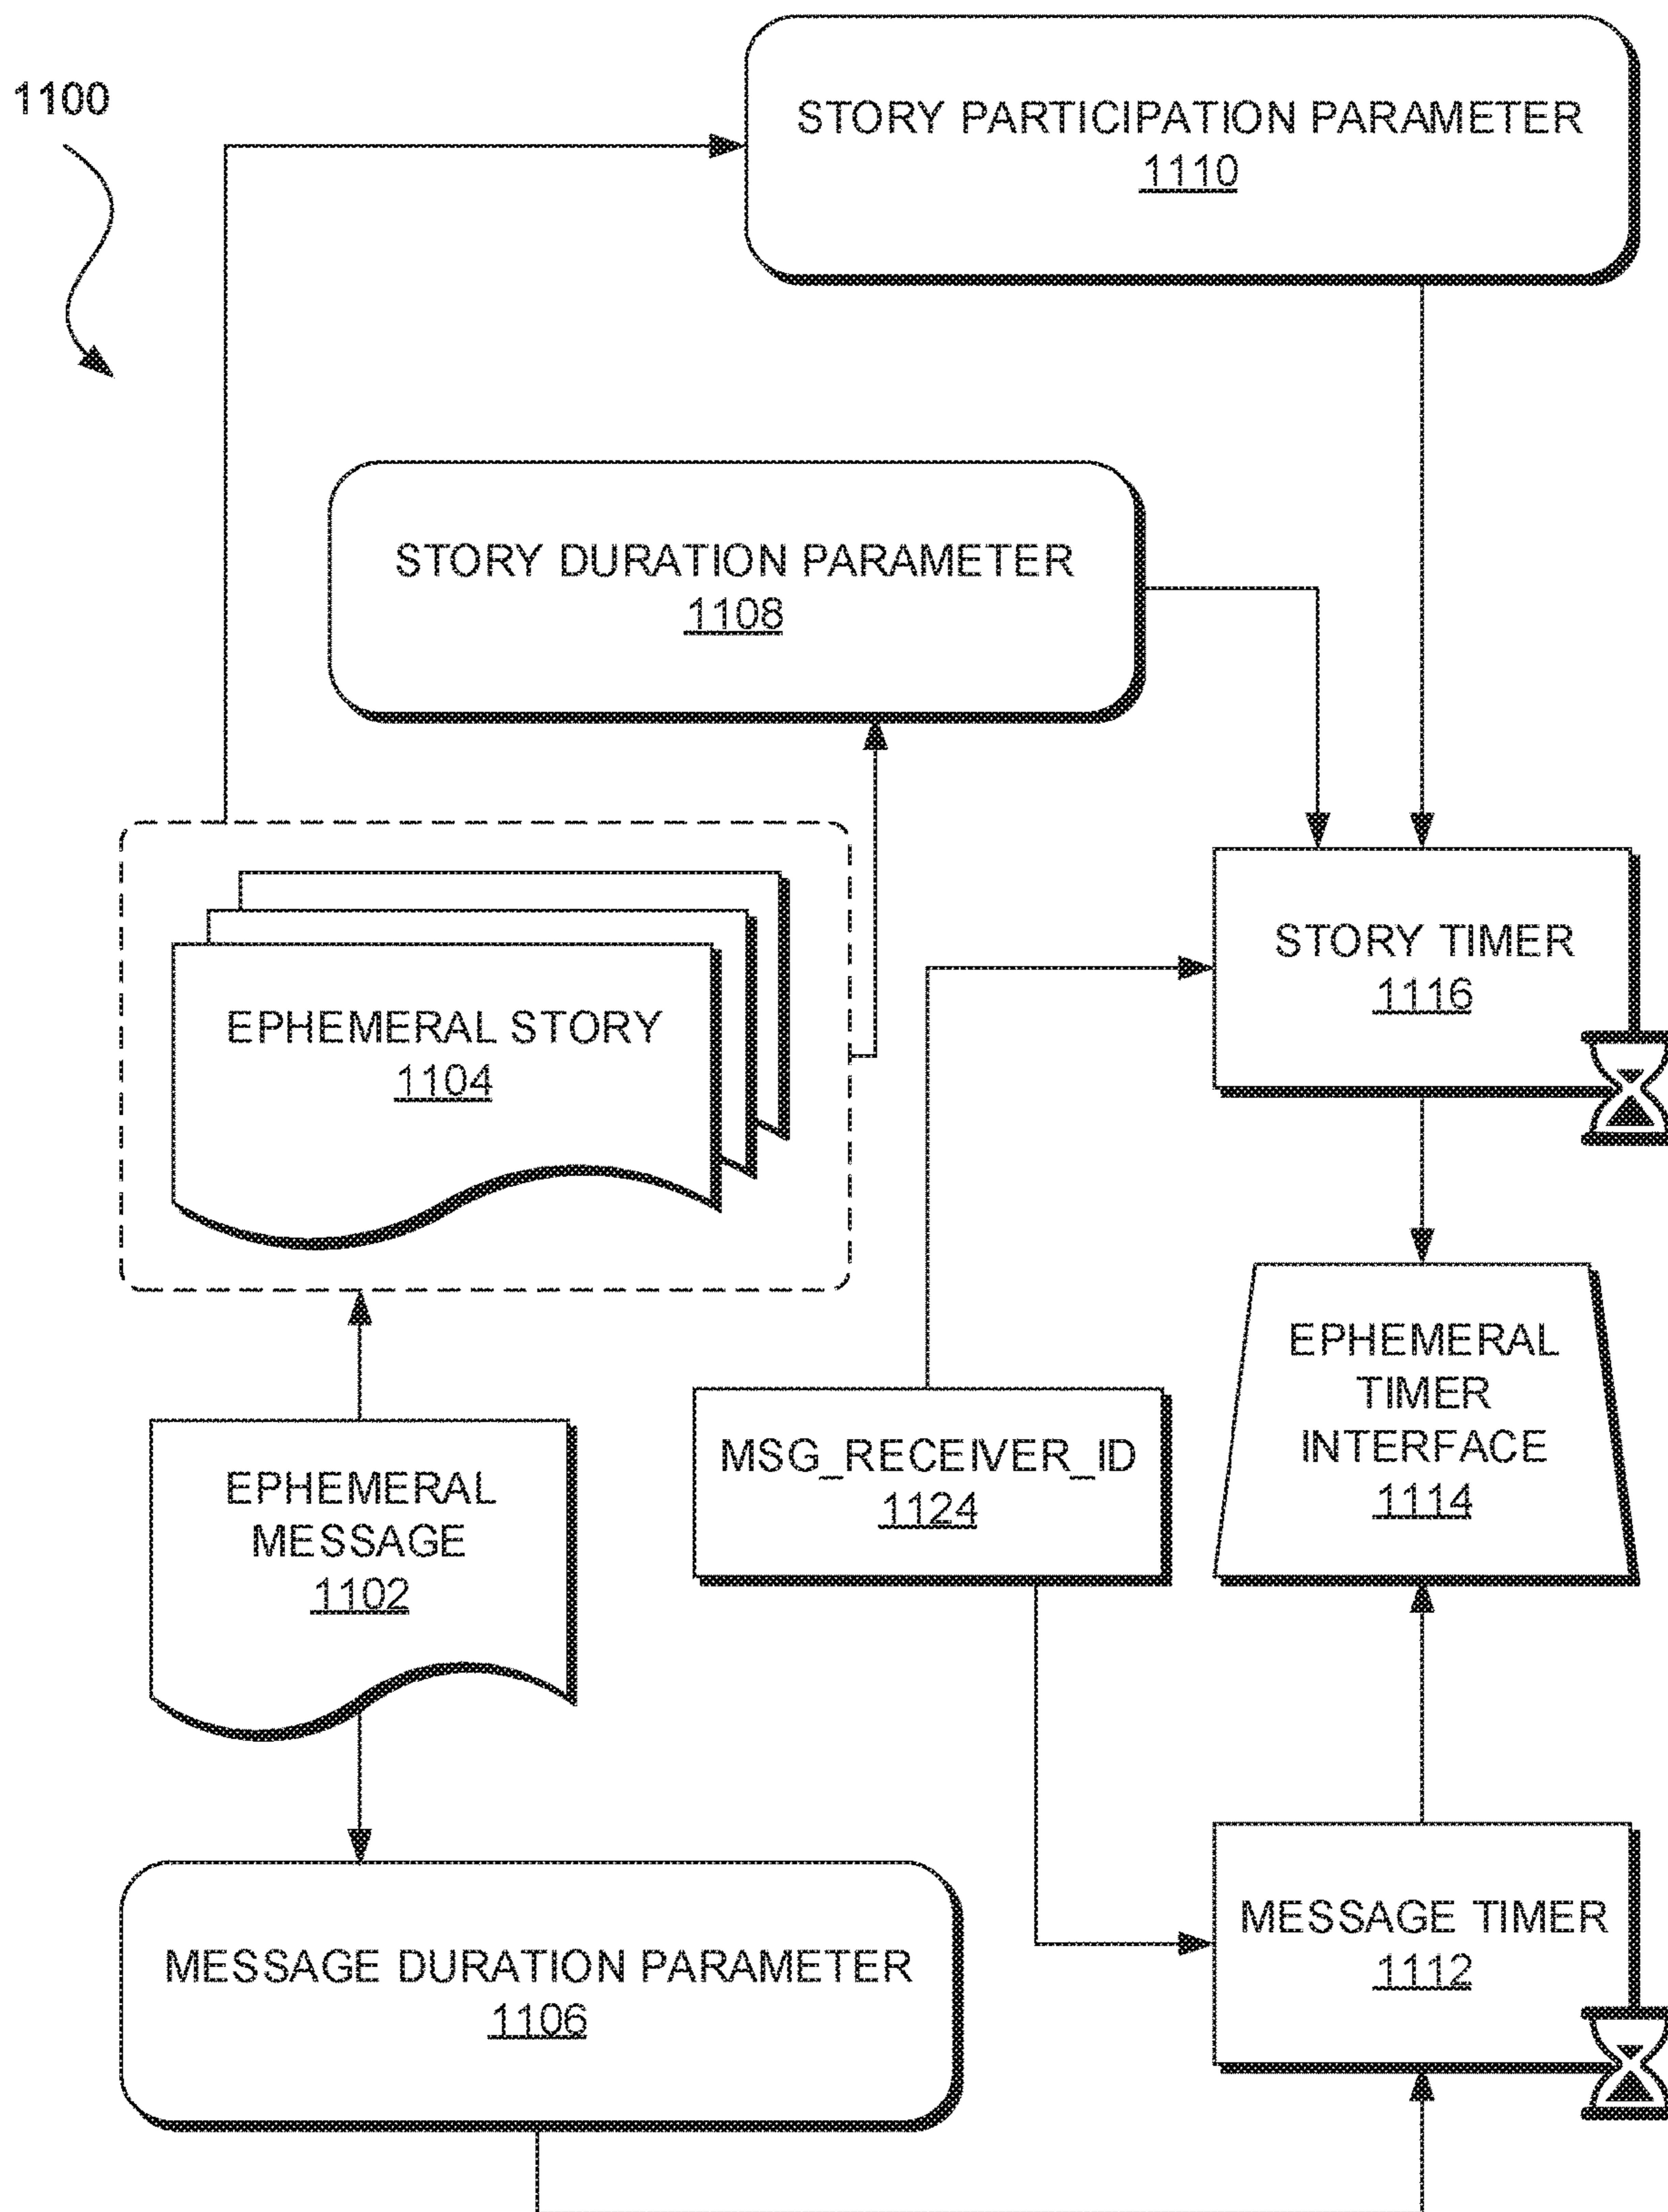 1100
STORY PARTICIPATION PARAMETER
1110
STORY DURATION PARAMETER
1108
STORY TIMER
1116
EPHEMERAL STORY
1104
EPHEMERAL
TIMER
INTERFACE
1114
MSG_RECEIVER_ID
1124
EPHEMERAL
MESSAGE
1102
MESSAGE TIMER
1112
MESSAGE DURATION PARAMETER
1106